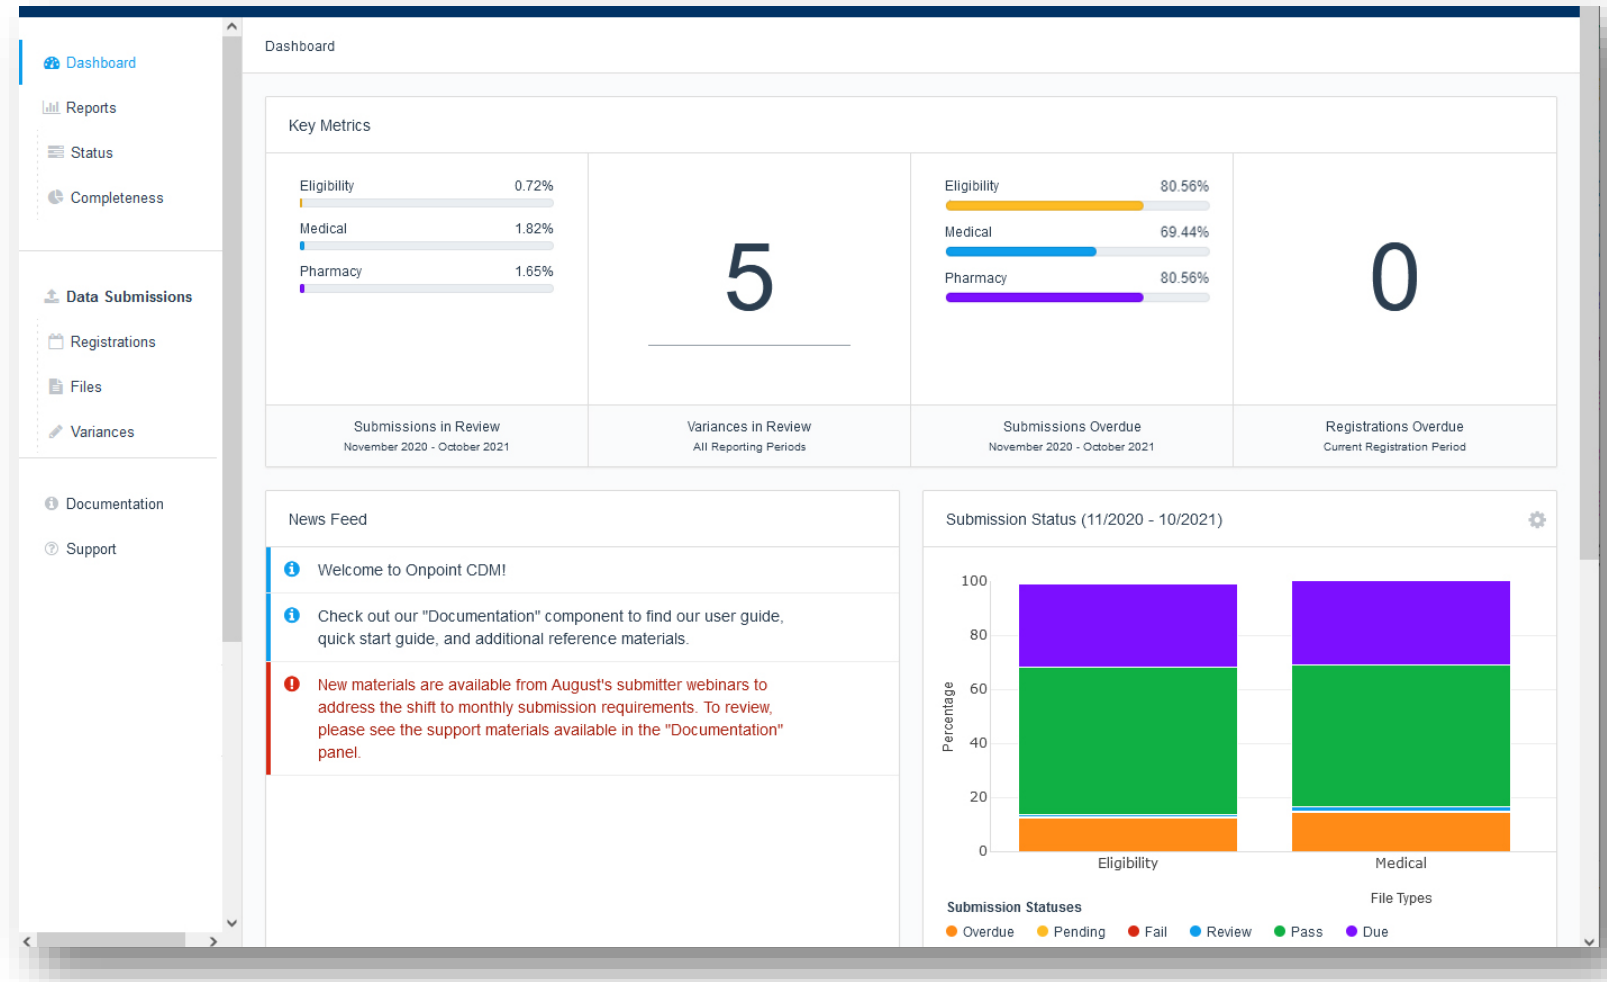 Dashboard
Dashboard
Reports
Status
Completeness
Data Submissions
Registrations
Files
Variances
Documentation
Support
Key Metrics
Eligibility 0.72%
Medical 1.82%
Pharmacy 1.65%
Submissions in Review
November 2020 - October 2021
5
Variances in Review
All Reporting Periods
Eligibility 80.56%
Medical 69.44%
Pharmacy 80.56%
Submissions Overdue
November 2020 - October 2021
0
Registrations Overdue
Current Registration Period
News Feed
Welcome to Onpoint CDM!
Check out our "Documentation" component to find our user guide,
quick start guide, and additional reference materials.
New materials are available from August's submitter webinars to
address the shift to monthly submission requirements. To review,
please see the support materials available in the "Documentation"
panel.
Submission Status (11/2020 - 10/2021)
100
80
60
40
20
0
Percentage
Eligibility Medical
File Types
Submission Statuses
Overdue Pending Fail Review Pass Due